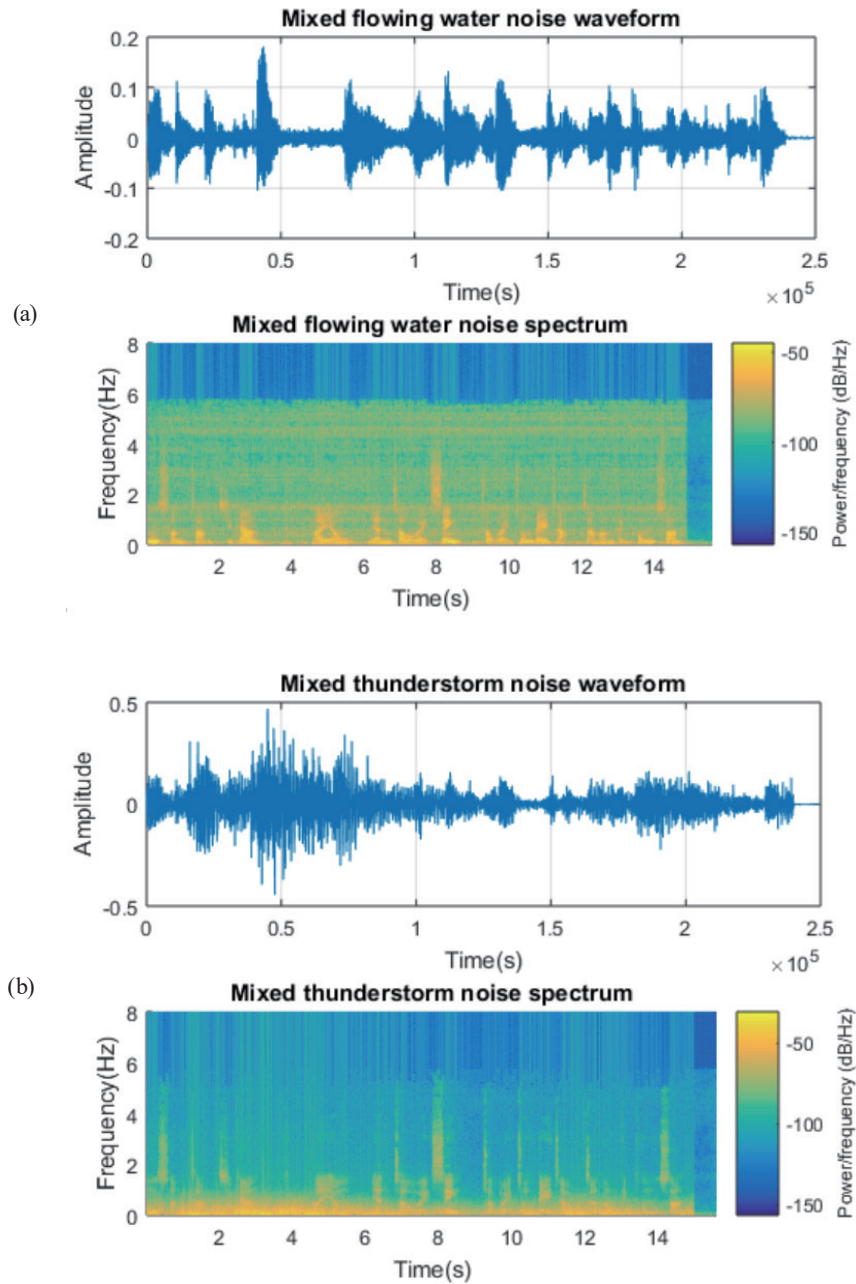 Mixed flowing water noise waveform
0.2
0.1
0
-0.1
-0.2
Amplitude
0 0.5 1 1.5 2 2.5
Time(s)
× 10⁵
(a)
Mixed flowing water noise spectrum
8
6
4
2
0
Frequency(Hz)
2 4 6 8 10 12 14
Time(s)
-50
-100
-150
Power/frequency (dB/Hz)
Mixed thunderstorm noise waveform
0.5
0
-0.5
Amplitude
0 0.5 1 1.5 2 2.5
Time(s)
× 10⁵
(b)
Mixed thunderstorm noise spectrum
8
6
4
2
0
Frequency(Hz)
2 4 6 8 10 12 14
Time(s)
-50
-100
-150
Power/frequency (dB/Hz)